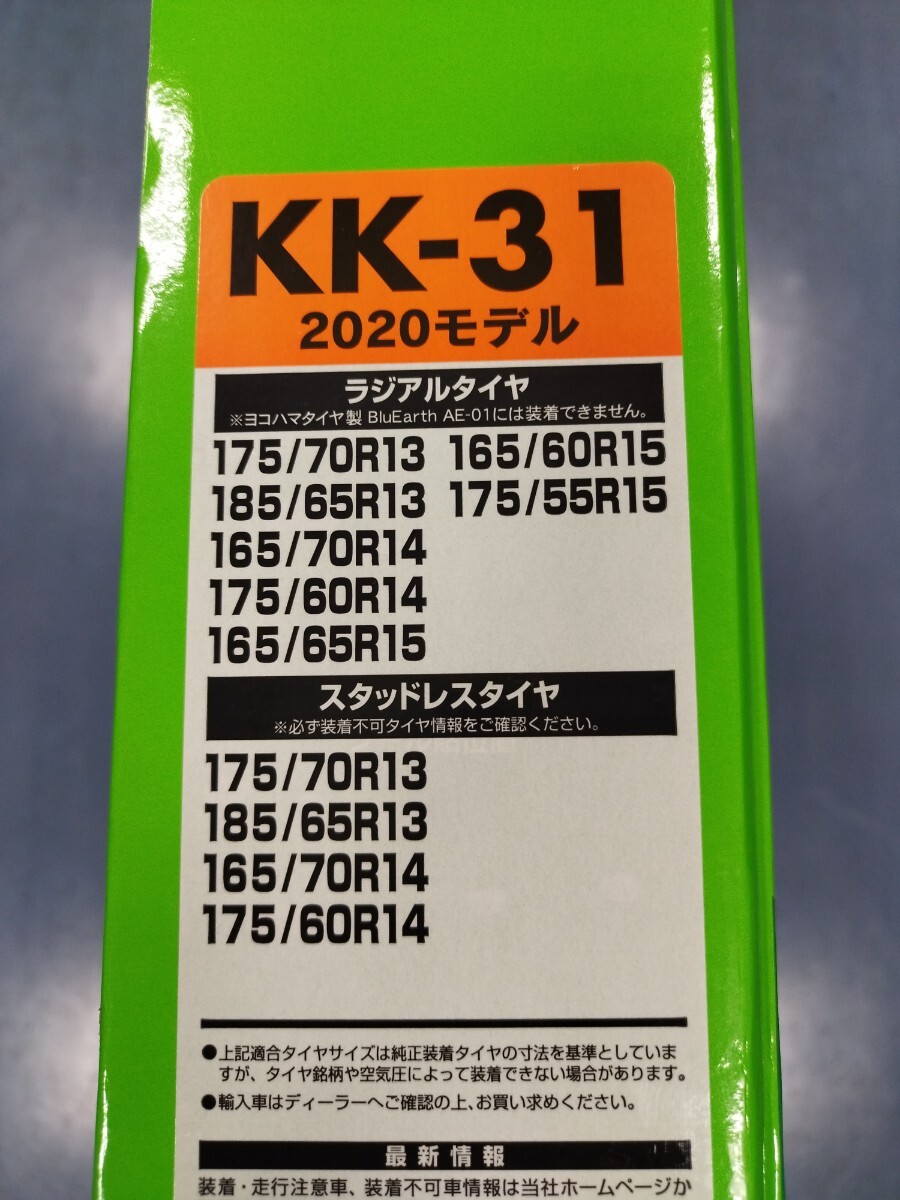 KK-31
2020モデル
ラジアルタイヤ
※ヨコハマタイヤ製 BluEarth AE-01には装着できません。
175/70R13 165/60R15
185/65R13 175/55R15
165/70R14
175/60R14
165/65R15
スタッドレスタイヤ
※必ず装着不可タイヤ情報をご確認ください。
175/70R13
185/65R13
165/70R14
175/60R14
●上記適合タイヤサイズは純正装着タイヤの寸法を基準としていま
すが、タイヤ銘柄や空気圧によって装着できない場合があります。
●輸入車はディーラーへご確認の上、お買い求めください。
最新情報
装着・走行注意車、装着不可車情報は当社ホームページか